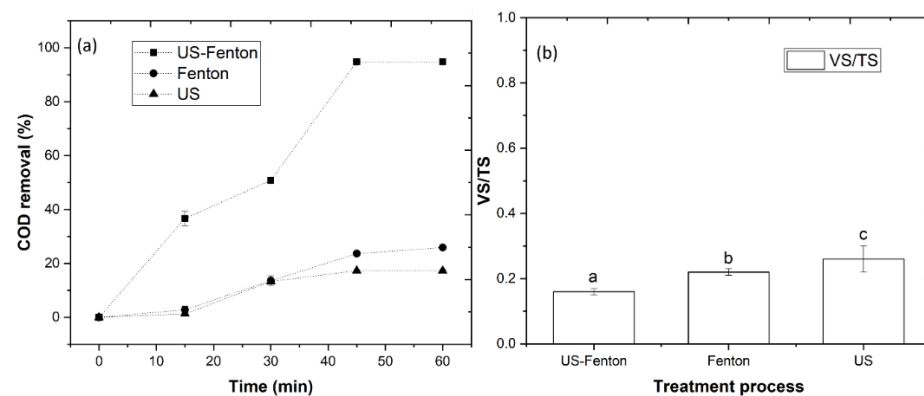 (a)
US-Fenton
Fenton
US
100
80
60
40
20
0
COD removal (%)
0 10 20 30 40 50 60
Time (min)
(b)
VS/TS
1.0
0.8
0.6
0.4
0.2
0.0
VS/TS
a
b
c
US-Fenton Fenton US
Treatment process